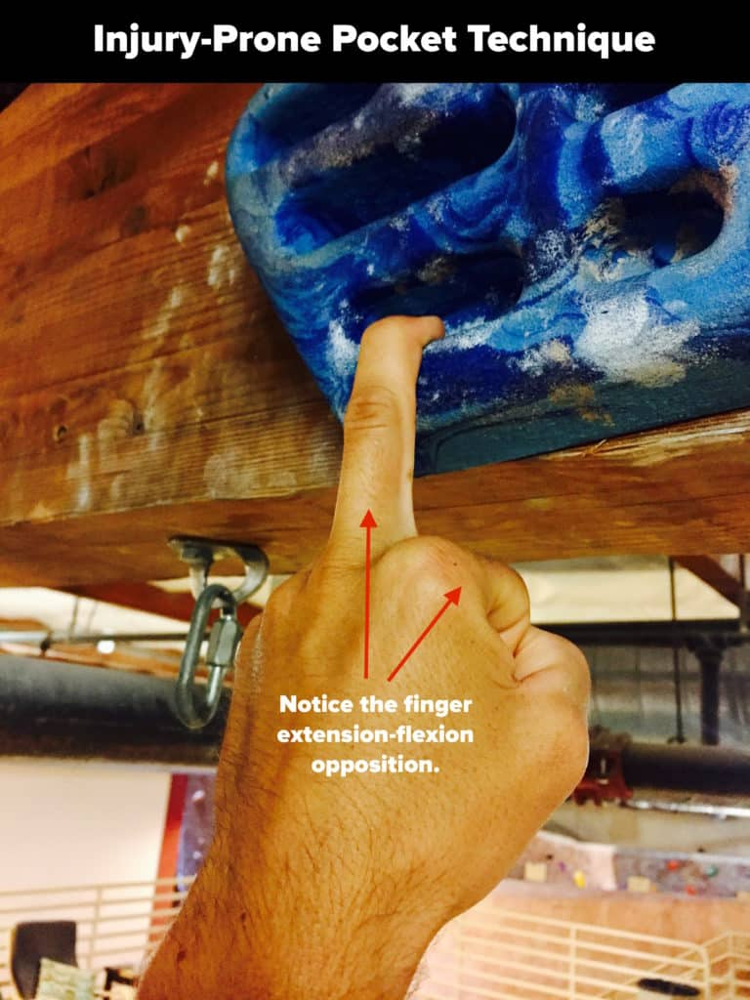 Injury-Prone Pocket Technique
Notice the finger
extension-flexion
opposition.